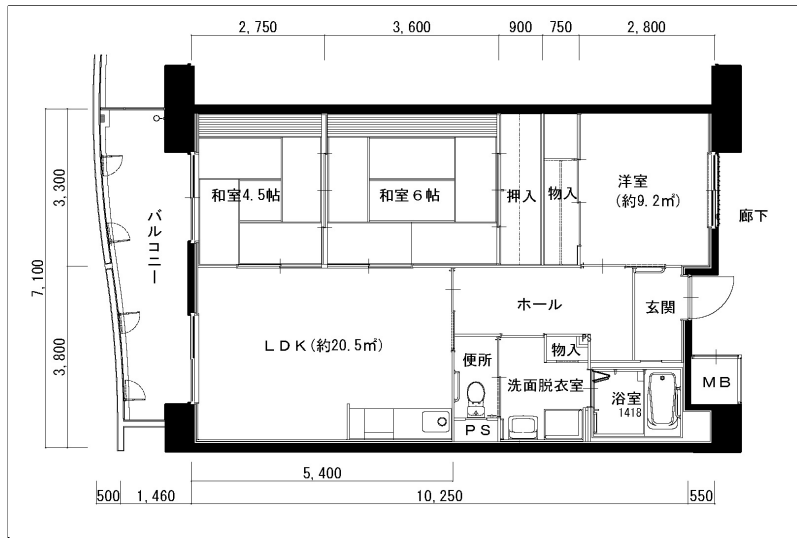 2,750
3,600
900
750
2,800
3,300
7,100
3,800
バルコニー
和室4.5帖
和室6帖
押入
物入
洋室
(約9.2㎡)
廊下
LDK(約20.5㎡)
ホール
玄関
PS
物入
便所
洗面脱衣室
浴室
1418
MB
PS
5,400
500
1,460
10,250
550